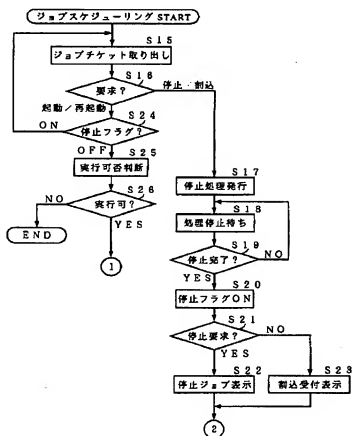 ジョブスケジューリング START
S15
ジョブチケット取り出し
S16
要求?
停止/割込
起動/再起動
S24
ON
停止フラグ?
OFF
S25
実行可否判断
S26
NO
実行可?
END
YES
1
S17
停止処理発行
S18
処理停止待ち
S19
停止完了?
NO
YES
S20
停止フラグON
S21
停止要求?
NO
YES
S22
S23
停止ジョブ表示
割込受付表示
2